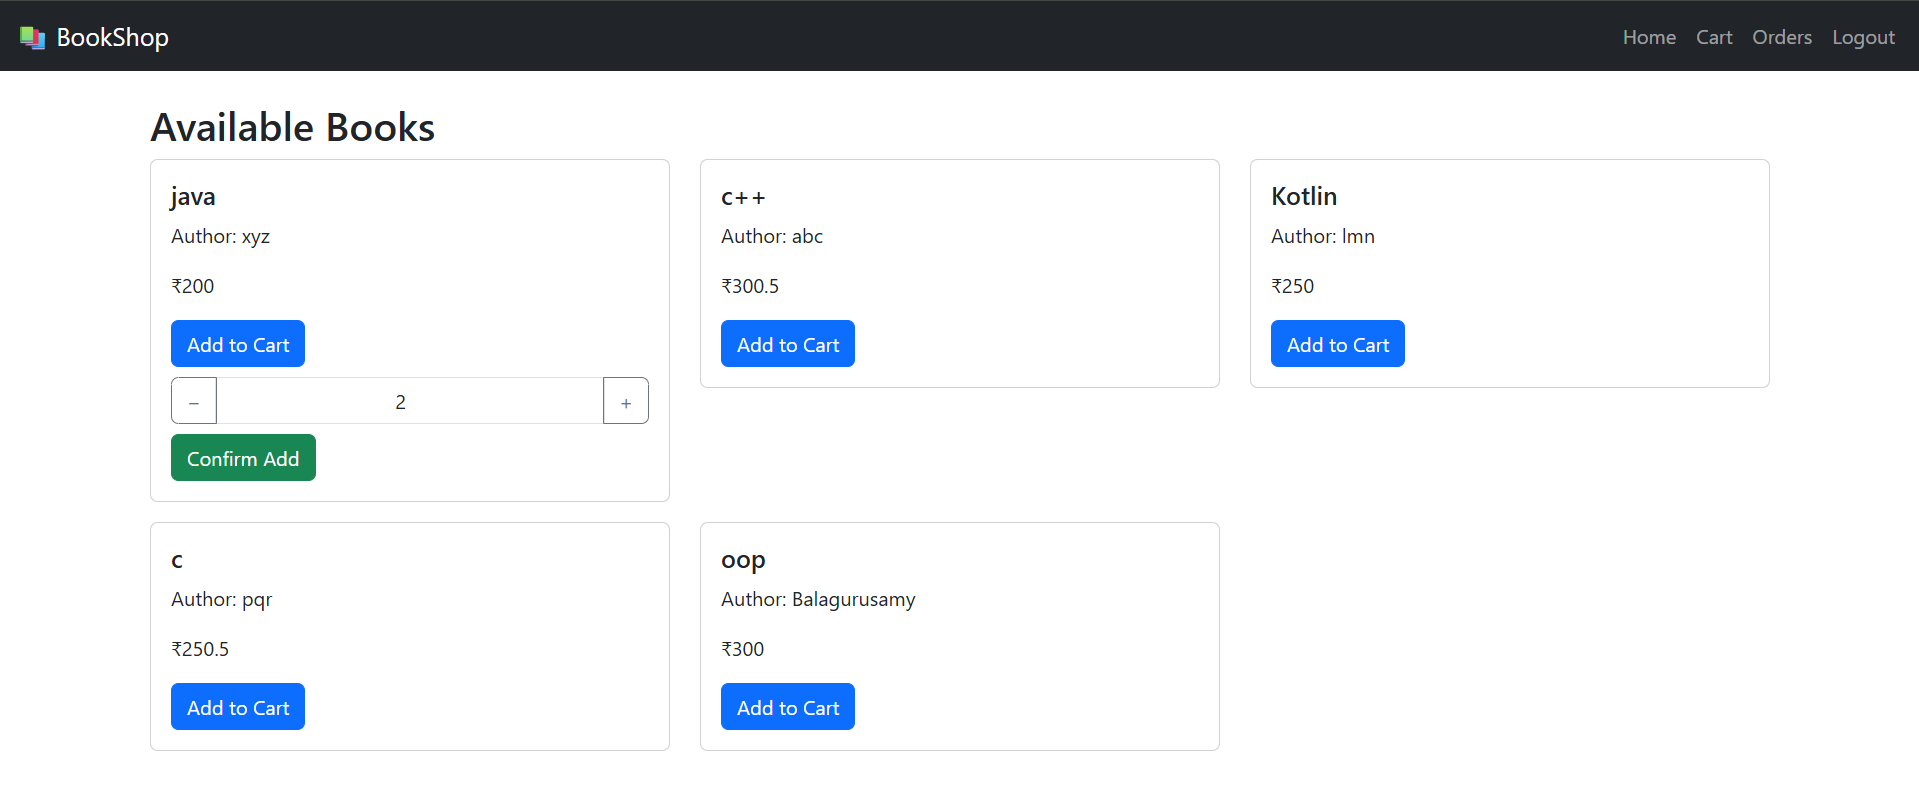 BookShop
Home Cart Orders Logout
Available Books
java
Author: xyz
₹200
Add to Cart
− 2 +
Confirm Add
c++
Author: abc
₹300.5
Add to Cart
Kotlin
Author: lmn
₹250
Add to Cart
c
Author: pqr
₹250.5
Add to Cart
oop
Author: Balagurusamy
₹300
Add to Cart